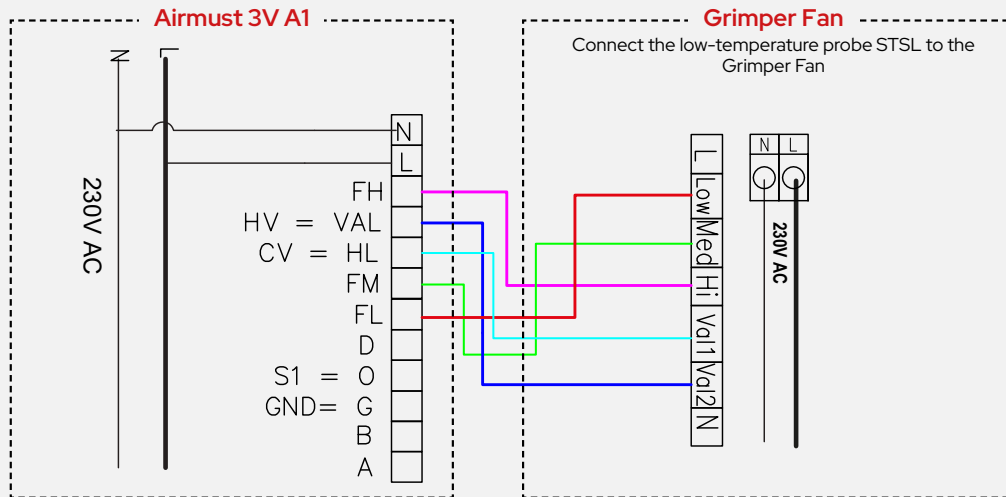 Airmust 3V A1
N
L
230V AC
N
L
FH
HV = VAL
CV = HL
FM
FL
D
S1 = O
GND= G
B
A
Grimper Fan
Connect the low-temperature probe STSL to the
Grimper Fan
L
Low
Med
Hi
Val1
Val2
N
N L
230V AC